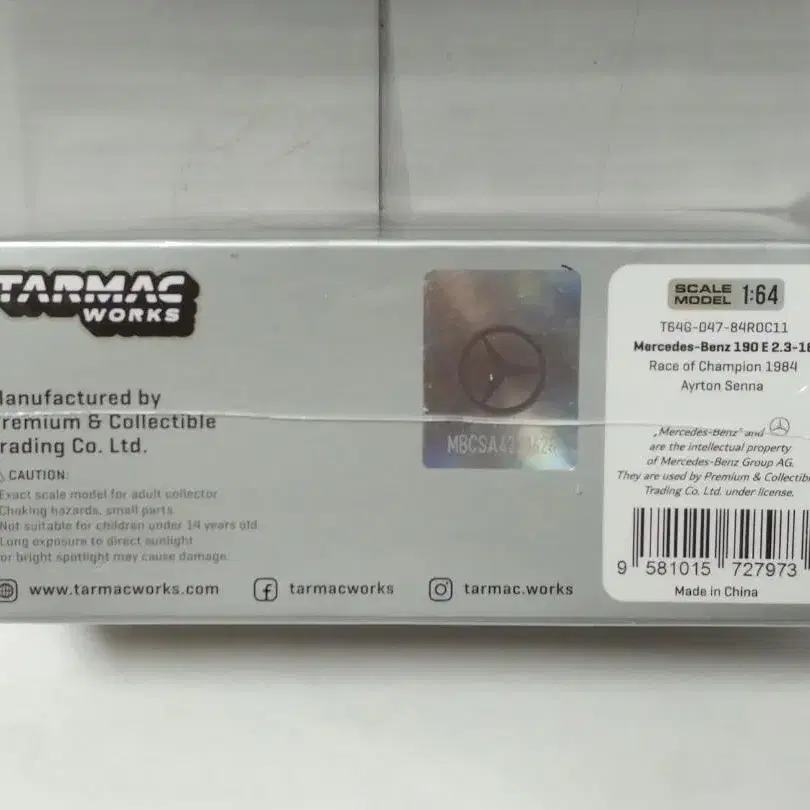 TARMAC
WORKS
anufactured by
remium & Collectible
rading Co. Ltd.
CAUTION:
Exact scale model for adult collector
Choking hazards, small parts
Not suitable for children under 14 years old
Long exposure to direct sunlight
or bright spotlight may cause damage.
www.tarmacworks.com
tarmacworks
tarmac.works
SCALE
MODEL 1:64
T64G-047-84ROC11
Mercedes-Benz 190 E 2.3-16
Race of Champion 1984
Ayrton Senna
„Mercedes-Benz" and
are the intellectual property
of Mercedes-Benz Group AG.
They are used by Premium & Collectible
Trading Co. Ltd. under license.
9 581015 727973
Made in China